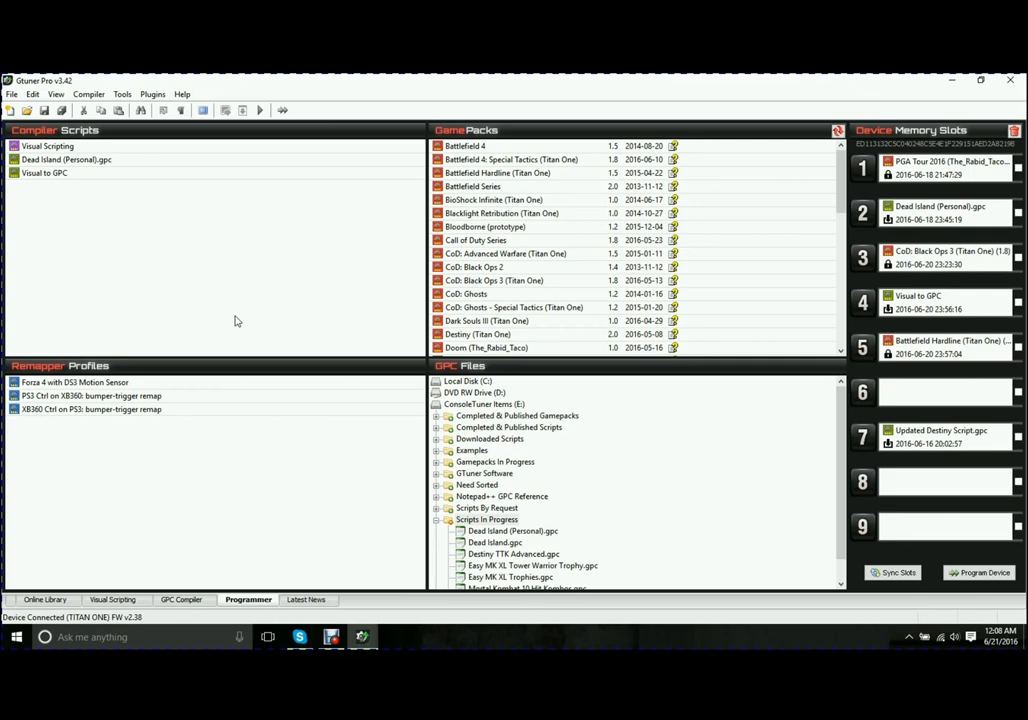 Gtuner Pro v3.42
File Edit View Compiler Tools Plugins Help
Compiler Scripts
Visual Scripting
Dead Island (Personal).gpc
Visual to GPC
GamePacks
Battlefield 4 1.5 2014-08-20
Battlefield 4: Special Tactics (Titan One) 1.8 2016-06-10
Battlefield Hardline (Titan One) 1.5 2015-04-22
Battlefield Series 2.0 2013-11-12
BioShock Infinite (Titan One) 1.0 2014-06-17
Blacklight Retribution (Titan One) 1.0 2014-10-27
Bloodborne (prototype) 1.2 2015-12-04
Call of Duty Series 1.8 2016-05-23
CoD: Advanced Warfare (Titan One) 1.5 2015-01-11
CoD: Black Ops 2 1.4 2013-11-12
CoD: Black Ops 3 (Titan One) 1.8 2016-05-13
CoD: Ghosts 1.2 2014-01-16
CoD: Ghosts - Special Tactics (Titan One) 1.2 2015-01-20
Dark Souls III (Titan One) 1.0 2016-04-29
Destiny (Titan One) 2.0 2016-05-08
Doom (The_Rabid_Taco) 1.0 2016-05-16
Device Memory Slots
1 PGA Tour 2016 (The_Rabid_Taco...
2016-06-18 21:47:29
2 Dead Island (Personal).gpc
2016-06-18 23:45:19
3 CoD: Black Ops 3 (Titan One) (1.8)
2016-06-20 23:23:30
4 Visual to GPC
2016-06-20 23:56:16
5 Battlefield Hardline (Titan One) (...
2016-06-20 23:57:04
6
7 Updated Destiny Script.gpc
2016-06-16 20:02:57
8
9
Sync Slots Program Device
Remapper Profiles
Forza 4 with DS3 Motion Sensor
PS3 Ctrl on XB360: bumper-trigger remap
XB360 Ctrl on PS3: bumper-trigger remap
GPC Files
Local Disk (C:)
DVD RW Drive (D:)
ConsoleTuner Items (E:)
Completed & Published Gamepacks
Completed & Published Scripts
Downloaded Scripts
Examples
Gamepacks In Progress
GTuner Software
Need Sorted
Notepad++ GPC Reference
Scripts By Request
Scripts In Progress
Dead Island (Personal).gpc
Dead Island.gpc
Destiny TTK Advanced.gpc
Easy MK XL Tower Warrior Trophy.gpc
Easy MK XL Trophies.gpc
Mortal Kombat 10 Hit Kombos.gpc
Online Library Visual Scripting GPC Compiler Programmer Latest News
Device Connected (TITAN ONE) FW v2.38
Ask me anything
12:08 AM
6/21/2016